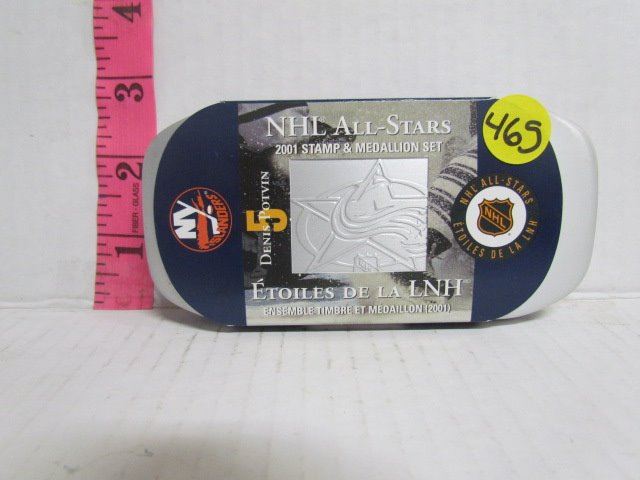 4
3
2
1
FIBER - GLASS
NHL ALL-STARS
2001 STAMP & MEDALLION SET
465
NY
ISLANDERS
5
DENIS POTVIN
NHL ALL-STARS
NHL
ÉTOILES DE LA LNH
ÉTOILES DE LA LNH
ENSEMBLE TIMBRE ET MÉDAILLON (2001)